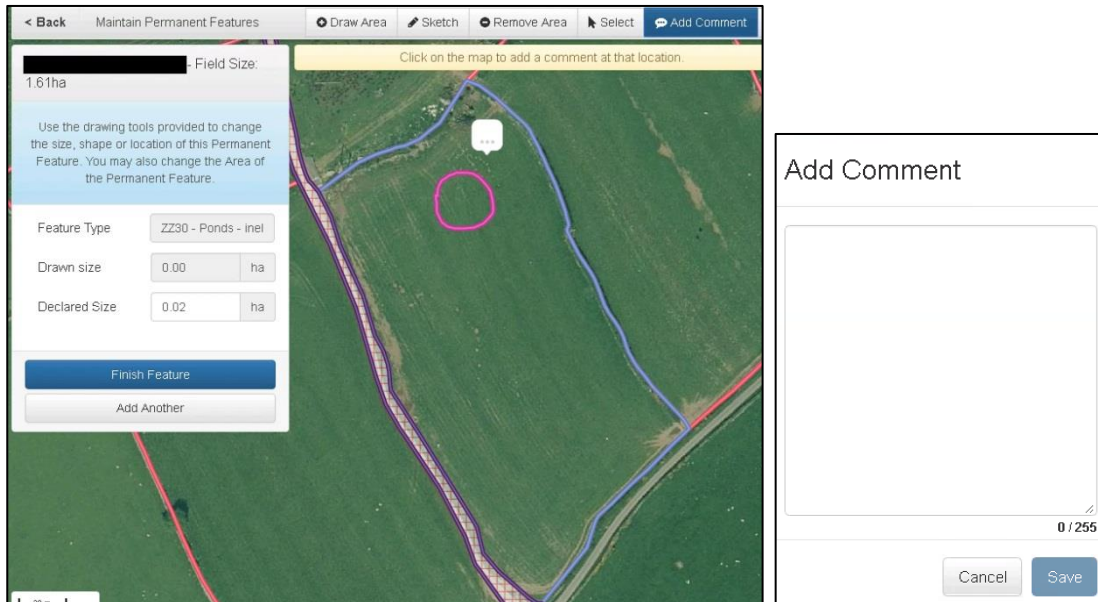 < Back Maintain Permanent Features Draw Area Sketch Remove Area Select Add Comment
Click on the map to add a comment at that location.
- Field Size:
1.61ha
Use the drawing tools provided to change
the size, shape or location of this Permanent
Feature. You may also change the Area of
the Permanent Feature.
Feature Type ZZ30 - Ponds - inel
Drawn size 0.00 ha
Declared Size 0.02 ha
Finish Feature
Add Another
...
Add Comment
0 / 255
Cancel Save